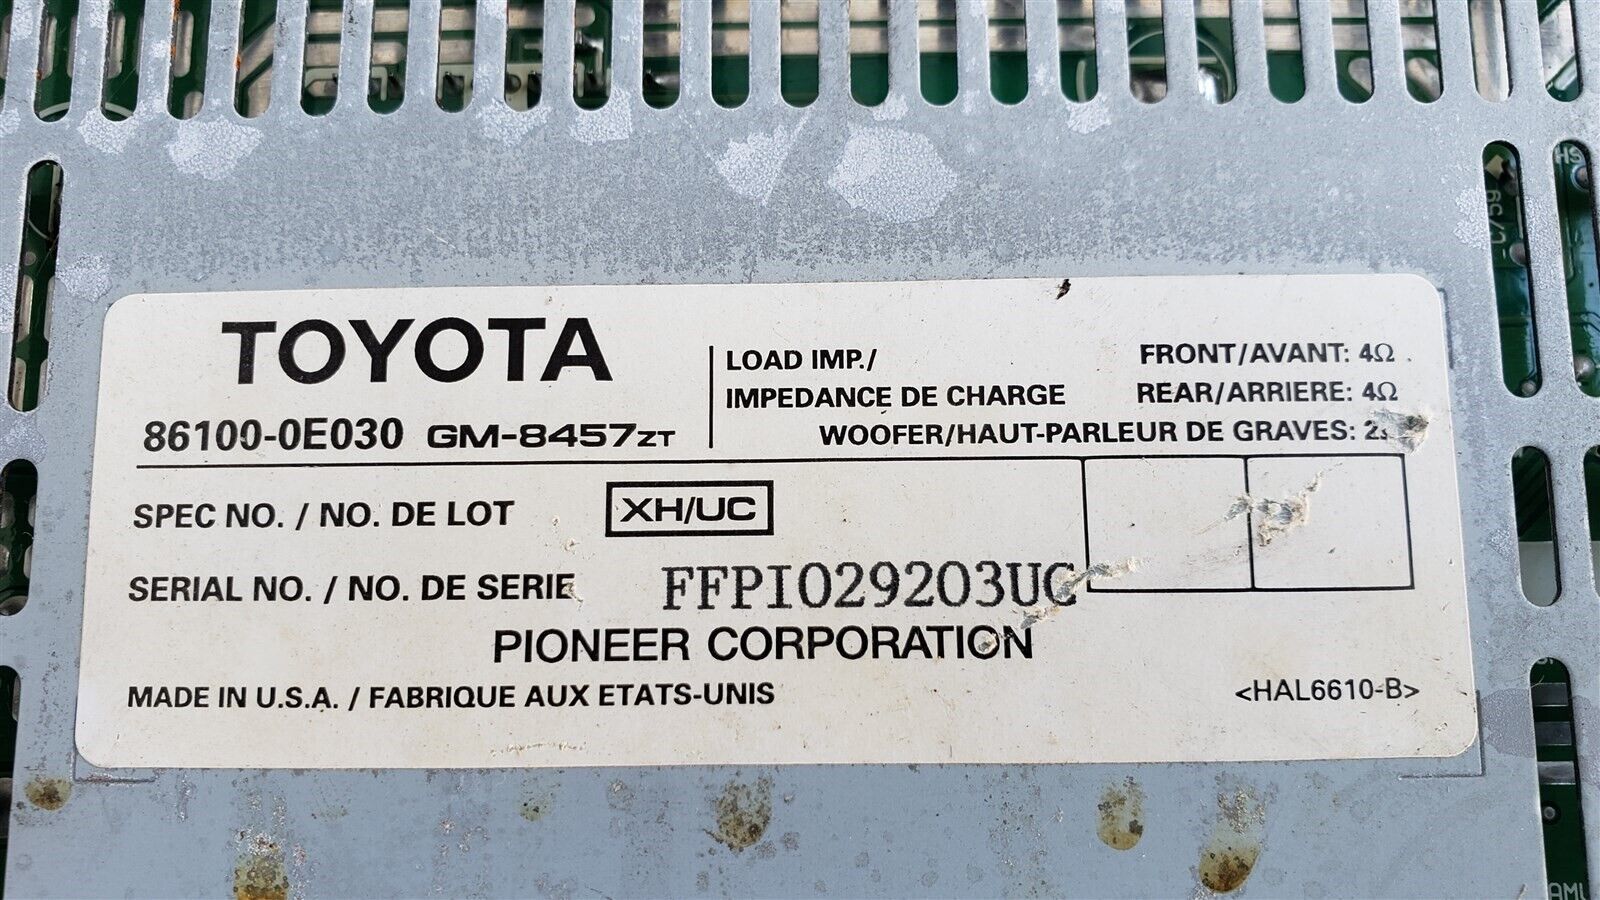 TOYOTA
86100-0E030 GM-8457ZT
LOAD IMP./
IMPEDANCE DE CHARGE
FRONT/AVANT: 4Ω
REAR/ARRIERE: 4Ω
WOOFER/HAUT-PARLEUR DE GRAVES: 2Ω
SPEC NO. / NO. DE LOT XH/UC
SERIAL NO. / NO. DE SERIE FFPI029203UC
PIONEER CORPORATION
MADE IN U.S.A. / FABRIQUE AUX ETATS-UNIS
<HAL6610-B>